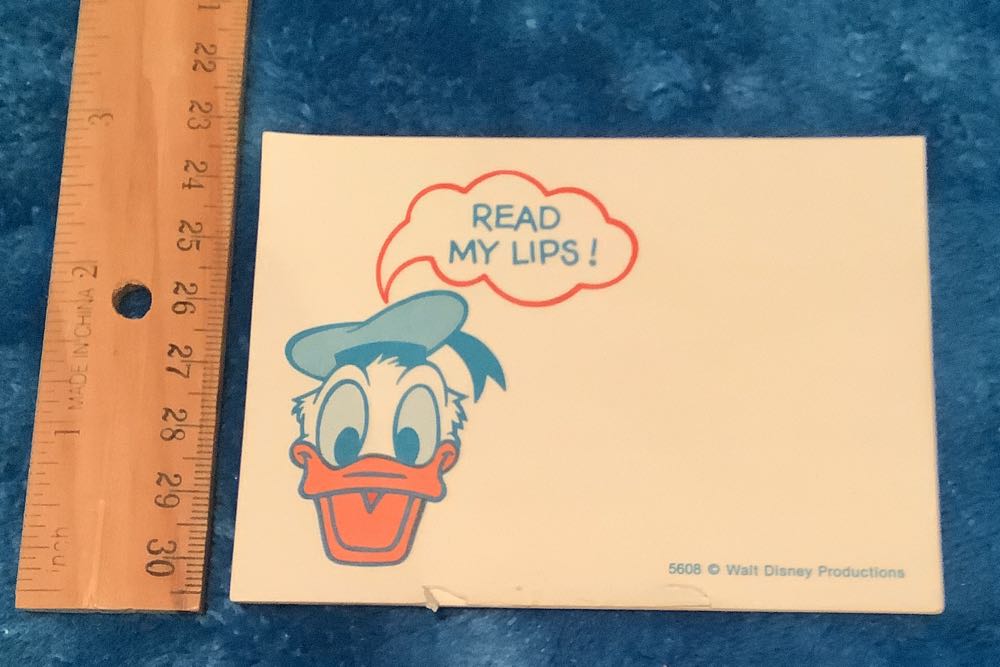 READ
MY LIPS!
5608 © Walt Disney Productions
22
23
24
25
26
27
28
29
30
3
2
MADE IN CHINA
1
inch